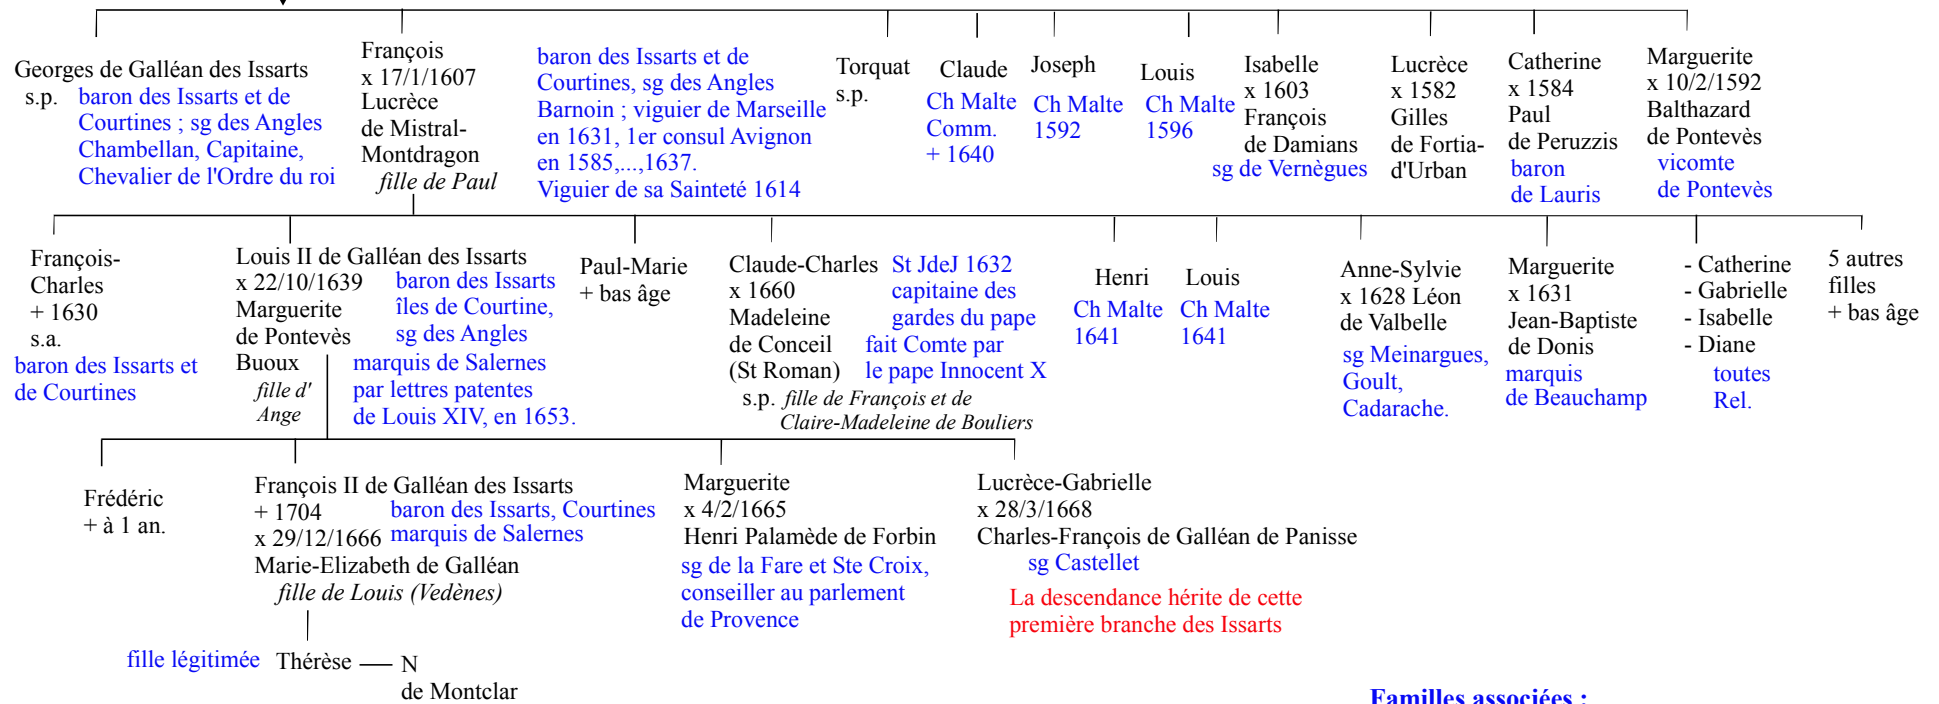 Georges de Galléan des Issarts
s.p.
baron des Issarts et de
Courtines ; sg des Angles
Chambellan, Capitaine,
Chevalier de l'Ordre du roi
François
x 17/1/1607
Lucrèce
de Mistral-
Montdragon
fille de Paul
baron des Issarts et de
Courtines, sg des Angles
Barnoin ; viguier de Marseille
en 1631, 1er consul Avignon
en 1585,...,1637.
Viguier de sa Sainteté 1614
Torquat
s.p.
Claude
Ch Malte
Comm.
+ 1640
Joseph
Ch Malte
1592
Louis
Ch Malte
1596
Isabelle
x 1603
François
de Damians
sg de Vernègues
Lucrèce
x 1582
Gilles
de Fortia-
d'Urban
Catherine
x 1584
Paul
de Peruzzis
baron
de Lauris
Marguerite
x 10/2/1592
Balthazard
de Pontevès
vicomte
de Pontevès
François-
Charles
+ 1630
s.a.
baron des Issarts et
de Courtines
Louis II de Galléan des Issarts
x 22/10/1639
Marguerite
de Pontevès
Buoux
fille d'
Ange
baron des Issarts
îles de Courtine,
sg des Angles
marquis de Salernes
par lettres patentes
de Louis XIV, en 1653.
Paul-Marie
+ bas âge
Claude-Charles
x 1660
Madeleine
de Conceil
(St Roman)
s.p. fille de François et de
Claire-Madeleine de Bouliers
St JdeJ 1632
capitaine des
gardes du pape
fait Comte par
le pape Innocent X
Henri
Ch Malte
1641
Louis
Ch Malte
1641
Anne-Sylvie
x 1628 Léon
de Valbelle
sg Meinargues,
Goult,
Cadarache.
Marguerite
x 1631
Jean-Baptiste
de Donis
marquis
de Beauchamp
- Catherine
- Gabrielle
- Isabelle
- Diane
toutes
Rel.
5 autres
filles
+ bas âge
Frédéric
+ à 1 an.
François II de Galléan des Issarts
+ 1704
x 29/12/1666
Marie-Elizabeth de Galléan
fille de Louis (Vedènes)
baron des Issarts, Courtines
marquis de Salernes
Marguerite
x 4/2/1665
Henri Palamède de Forbin
sg de la Fare et Ste Croix,
conseiller au parlement
de Provence
Lucrèce-Gabrielle
x 28/3/1668
Charles-François de Galléan de Panisse
sg Castellet
La descendance hérite de cette
première branche des Issarts
fille légitimée Thérèse — N
de Montclar
Familles associées :